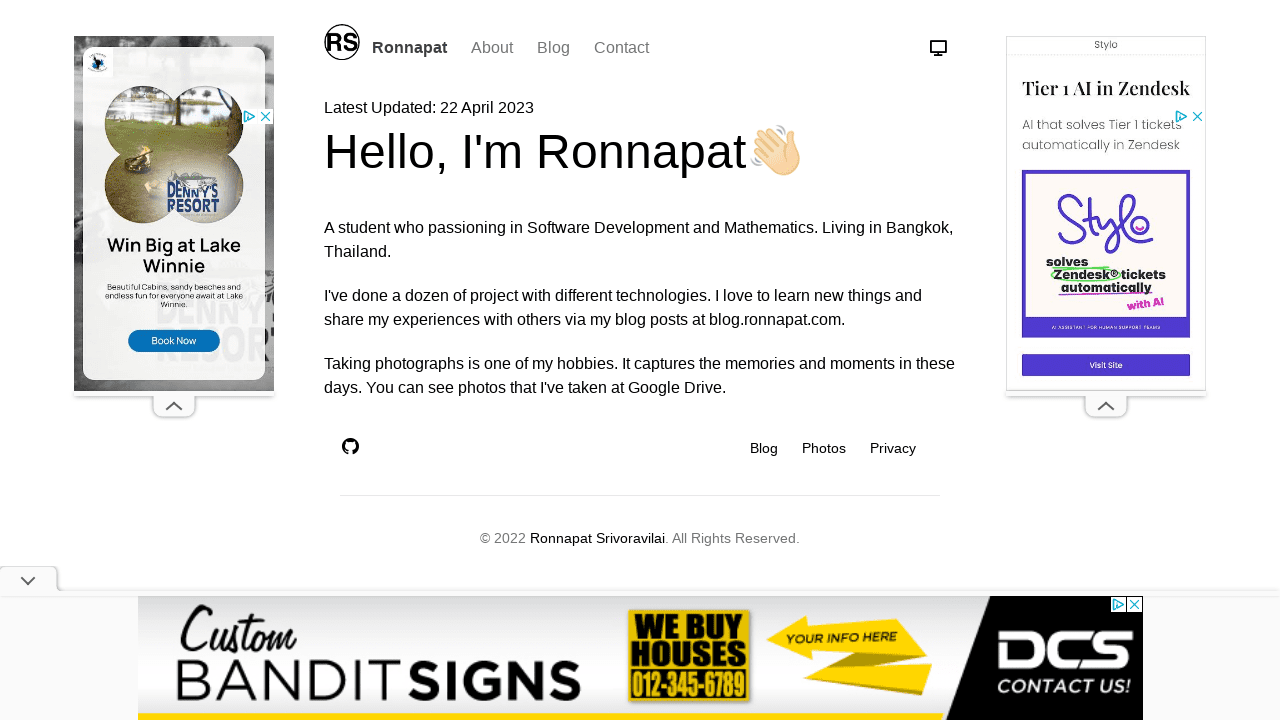 RS
Ronnapat
About
Blog
Contact
Latest Updated: 22 April 2023
Hello, I'm Ronnapat
A student who passioning in Software Development and Mathematics. Living in Bangkok,
Thailand.
I've done a dozen of project with different technologies. I love to learn new things and
share my experiences with others via my blog posts at blog.ronnapat.com.
Taking photographs is one of my hobbies. It captures the memories and moments in these
days. You can see photos that I've taken at Google Drive.
Blog
Photos
Privacy
© 2022 Ronnapat Srivoravilai. All Rights Reserved.
DENNY'S
RESORT
Win Big at Lake
Winnie
Beautiful Cabins, sandy beaches and
endless fun for everyone await at Lake
Winnie.
Book Now
Stylo
Tier 1 AI in Zendesk
AI that solves Tier 1 tickets
automatically in Zendesk
Stylo
solves
Zendesk® tickets
automatically
with AI!
AI ASSISTANT FOR HUMAN SUPPORT TEAMS
Visit Site
Custom
BANDIT SIGNS
WE BUY
HOUSES
012-345-6789
YOUR INFO HERE
DCS
CONTACT US!